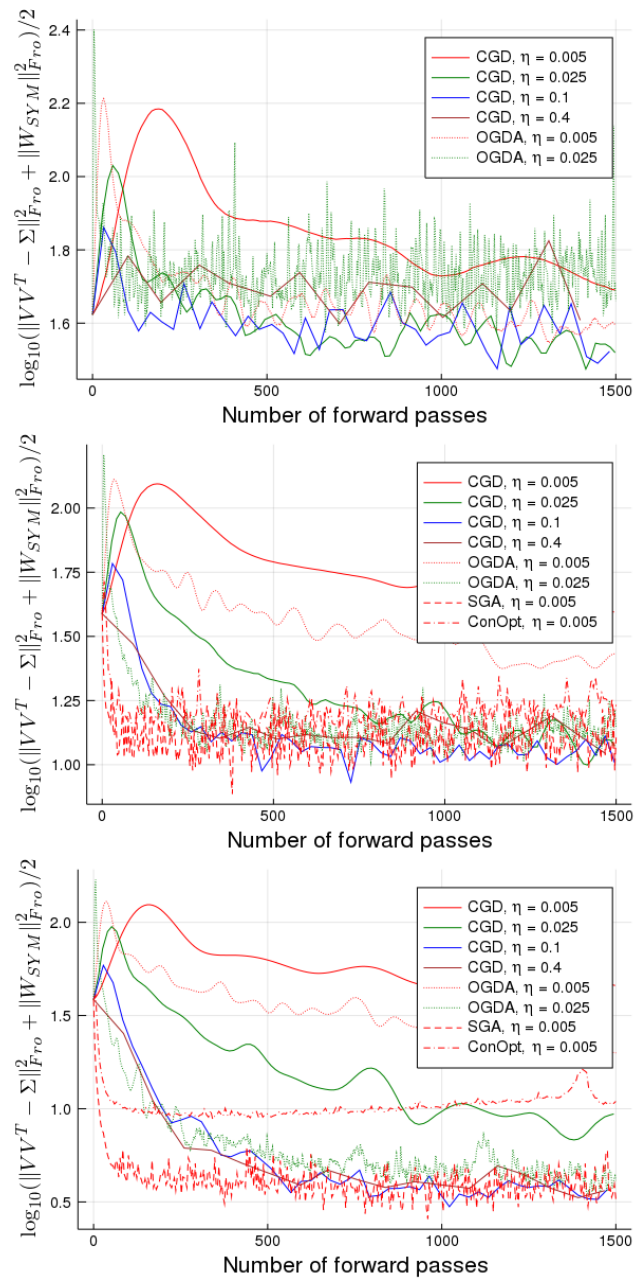 log₁₀(∥VVᵀ − Σ∥²_Fro + ∥W_SYM∥²_Fro)/2
2.4
2.2
2.0
1.8
1.6
CGD, η = 0.005
CGD, η = 0.025
CGD, η = 0.1
CGD, η = 0.4
OGDA, η = 0.005
OGDA, η = 0.025
0 500 1000 1500
Number of forward passes
log₁₀(∥VVᵀ − Σ∥²_Fro + ∥W_SYM∥²_Fro)/2
2.00
1.75
1.50
1.25
1.00
CGD, η = 0.005
CGD, η = 0.025
CGD, η = 0.1
CGD, η = 0.4
OGDA, η = 0.005
OGDA, η = 0.025
SGA, η = 0.005
ConOpt, η = 0.005
0 500 1000 1500
Number of forward passes
log₁₀(∥VVᵀ − Σ∥²_Fro + ∥W_SYM∥²_Fro)/2
2.0
1.5
1.0
0.5
CGD, η = 0.005
CGD, η = 0.025
CGD, η = 0.1
CGD, η = 0.4
OGDA, η = 0.005
OGDA, η = 0.025
SGA, η = 0.005
ConOpt, η = 0.005
0 500 1000 1500
Number of forward passes